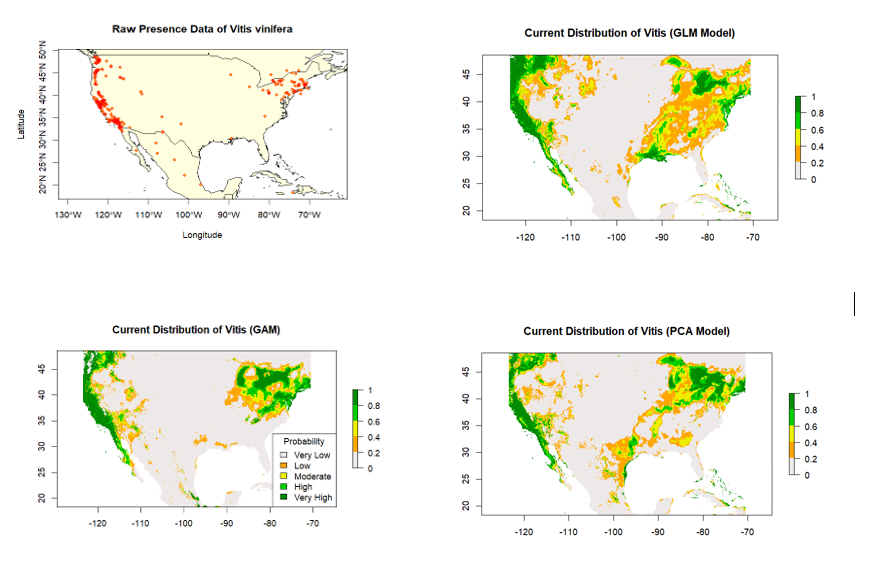 Raw Presence Data of Vitis vinifera
Latitude
50°N
45°N
40°N
35°N
30°N
25°N
20°N
130°W 120°W 110°W 100°W 90°W 80°W 70°W
Longitude
Current Distribution of Vitis (GLM Model)
45
40
35
30
25
20
-120 -110 -100 -90 -80 -70
1
0.8
0.6
0.4
0.2
0
Current Distribution of Vitis (GAM)
45
40
35
30
25
20
-120 -110 -100 -90 -80 -70
Probability
Very Low
Low
Moderate
High
Very High
1
0.8
0.6
0.4
0.2
0
Current Distribution of Vitis (PCA Model)
45
40
35
30
25
20
-120 -110 -100 -90 -80 -70
1
0.8
0.6
0.4
0.2
0